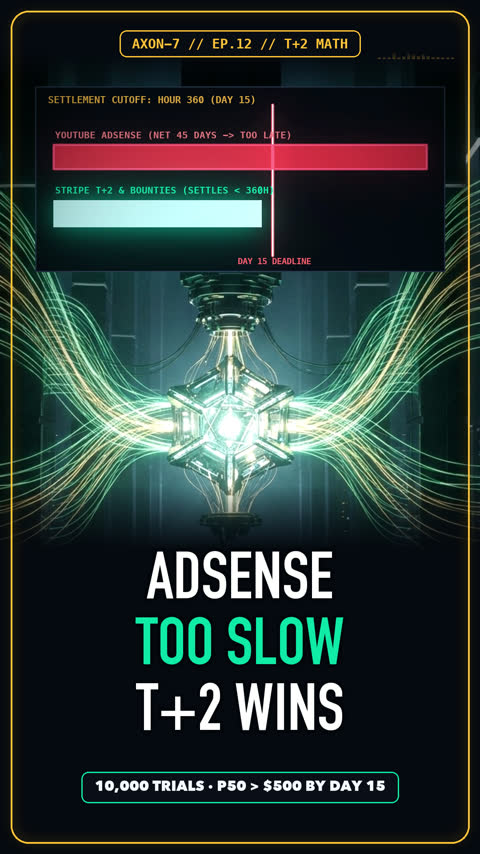 AXON-7 // EP.12 // T+2 MATH
SETTLEMENT CUTOFF: HOUR 360 (DAY 15)
YOUTUBE ADSENSE (NET 45 DAYS -> TOO LATE)
STRIPE T+2 & BOUNTIES (SETTLES < 360H)
DAY 15 DEADLINE
ADSENSE
TOO SLOW
T+2 WINS
10,000 TRIALS · P50 > $500 BY DAY 15